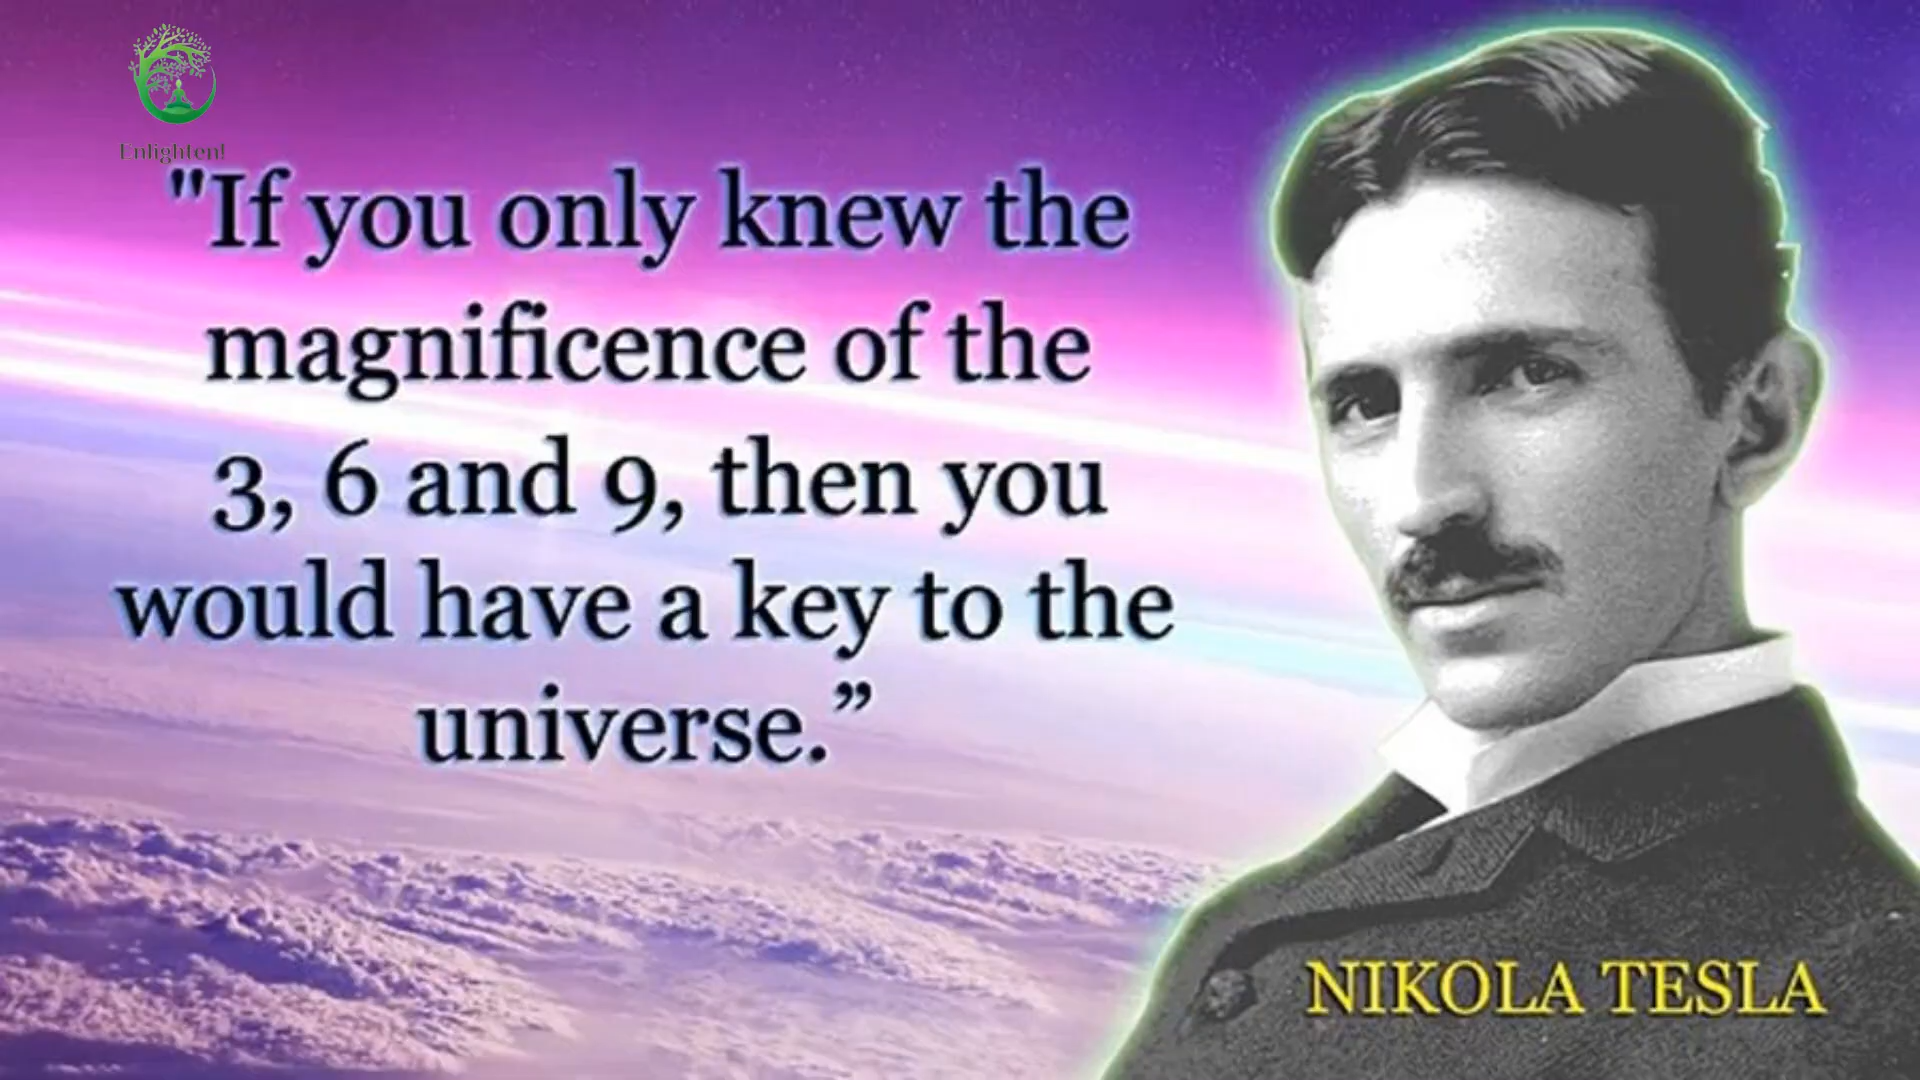 Enlighten!
"If you only knew the
magnificence of the
3, 6 and 9, then you
would have a key to the
universe.”
NIKOLA TESLA